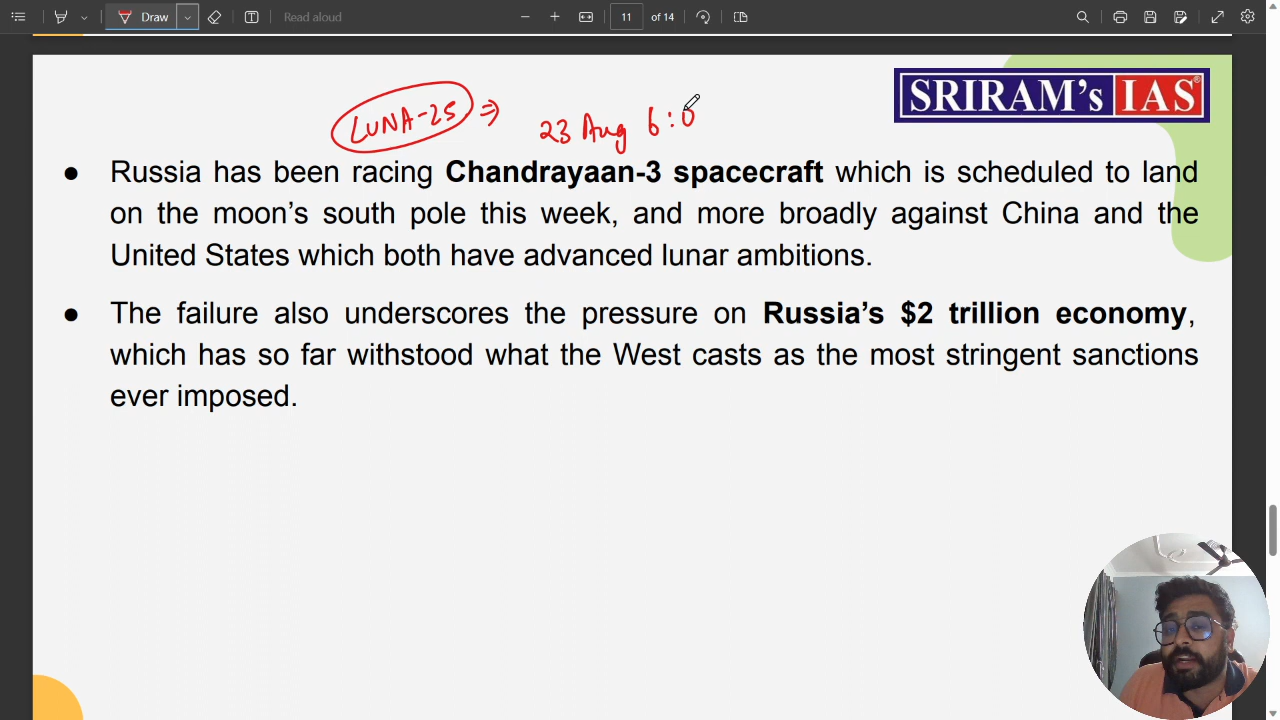 Draw
Read aloud
11 of 14
SRIRAM's IAS
LUNA-25 ⇒ 23 Aug 6:0
● Russia has been racing Chandrayaan-3 spacecraft which is scheduled to land
on the moon's south pole this week, and more broadly against China and the
United States which both have advanced lunar ambitions.
● The failure also underscores the pressure on Russia's $2 trillion economy,
which has so far withstood what the West casts as the most stringent sanctions
ever imposed.